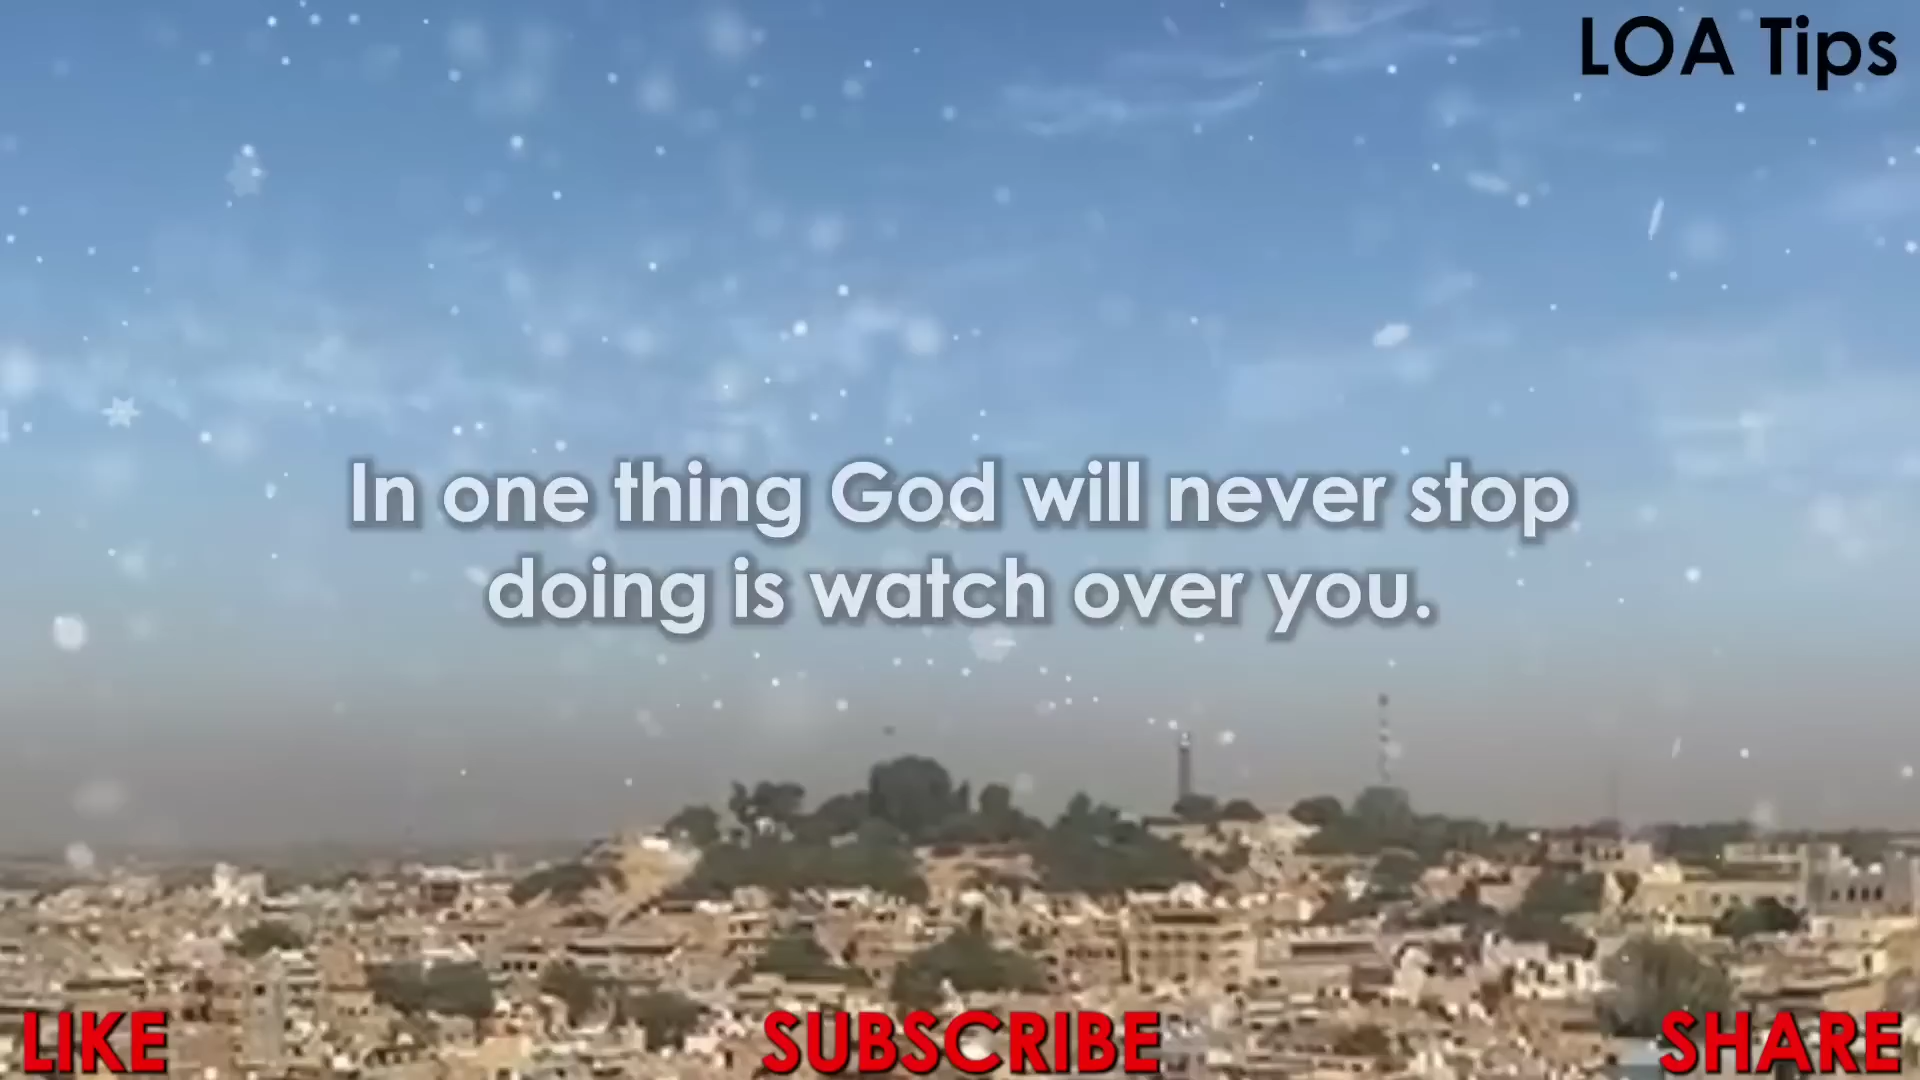 LOA Tips
In one thing God will never stop
doing is watch over you.
LIKE
SUBSCRIBE
SHARE